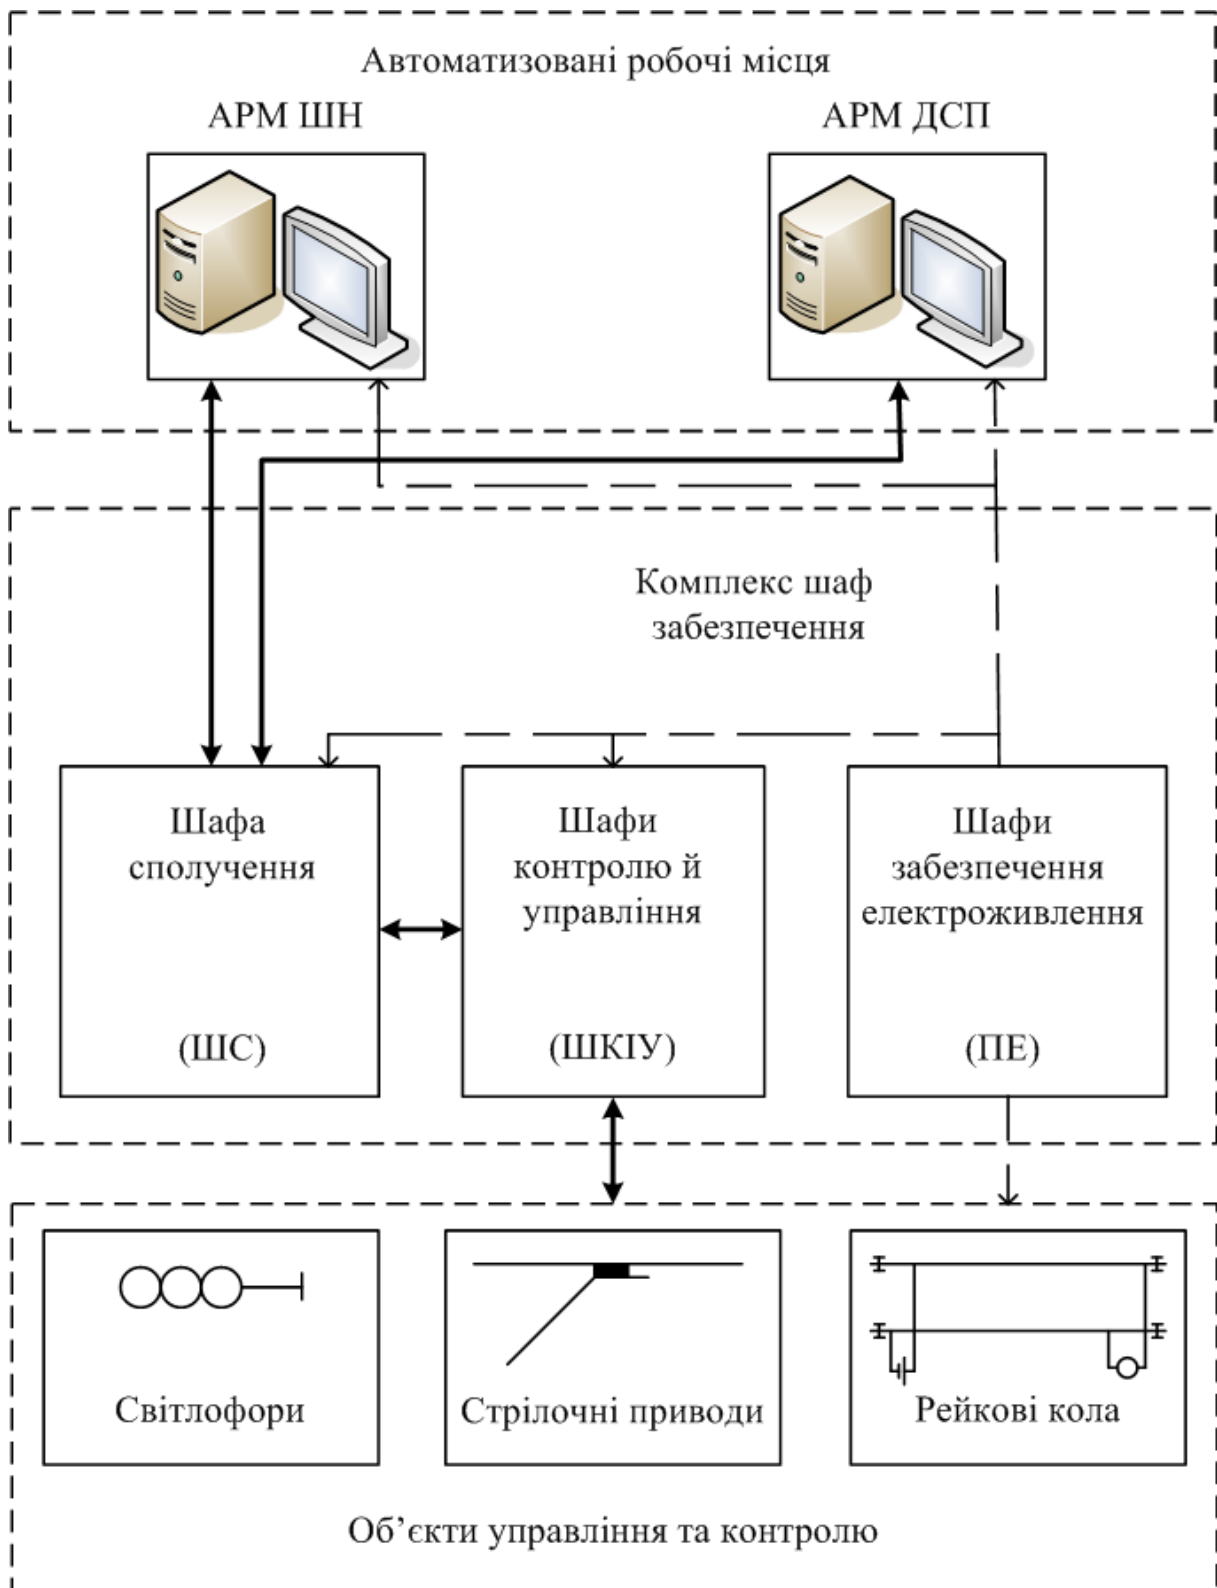 Автоматизовані робочі місця
АРМ ШН
АРМ ДСП
Комплекс шаф
забезпечення
Шафа
сполучення
(ШС)
Шафи
контролю й
управління
(ШКІУ)
Шафи
забезпечення
електроживлення
(ПЕ)
Світлофори
Стрілочні приводи
Рейкові кола
Об’єкти управління та контролю